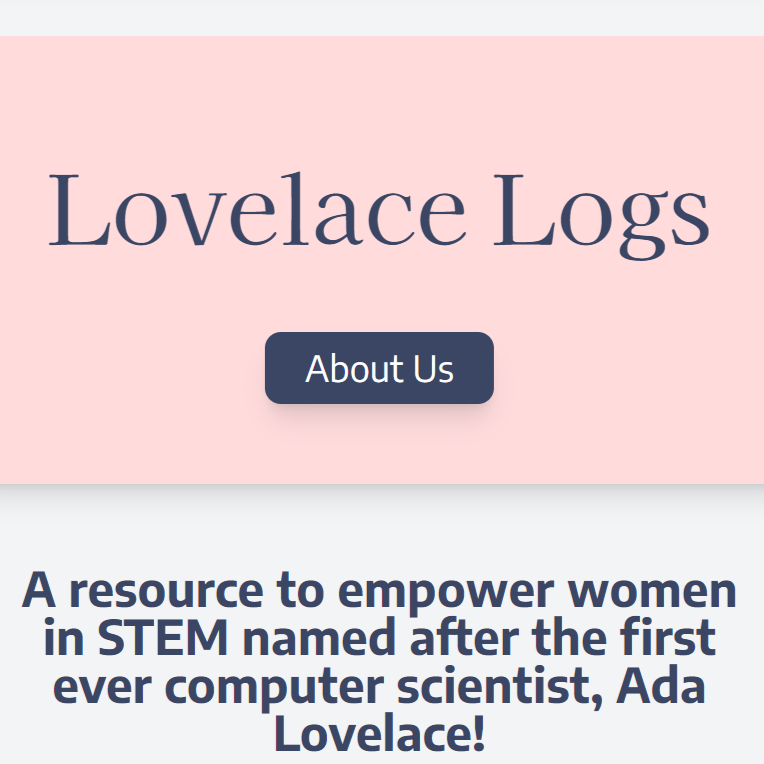 Lovelace Logs
About Us
A resource to empower women
in STEM named after the first
ever computer scientist, Ada
Lovelace!